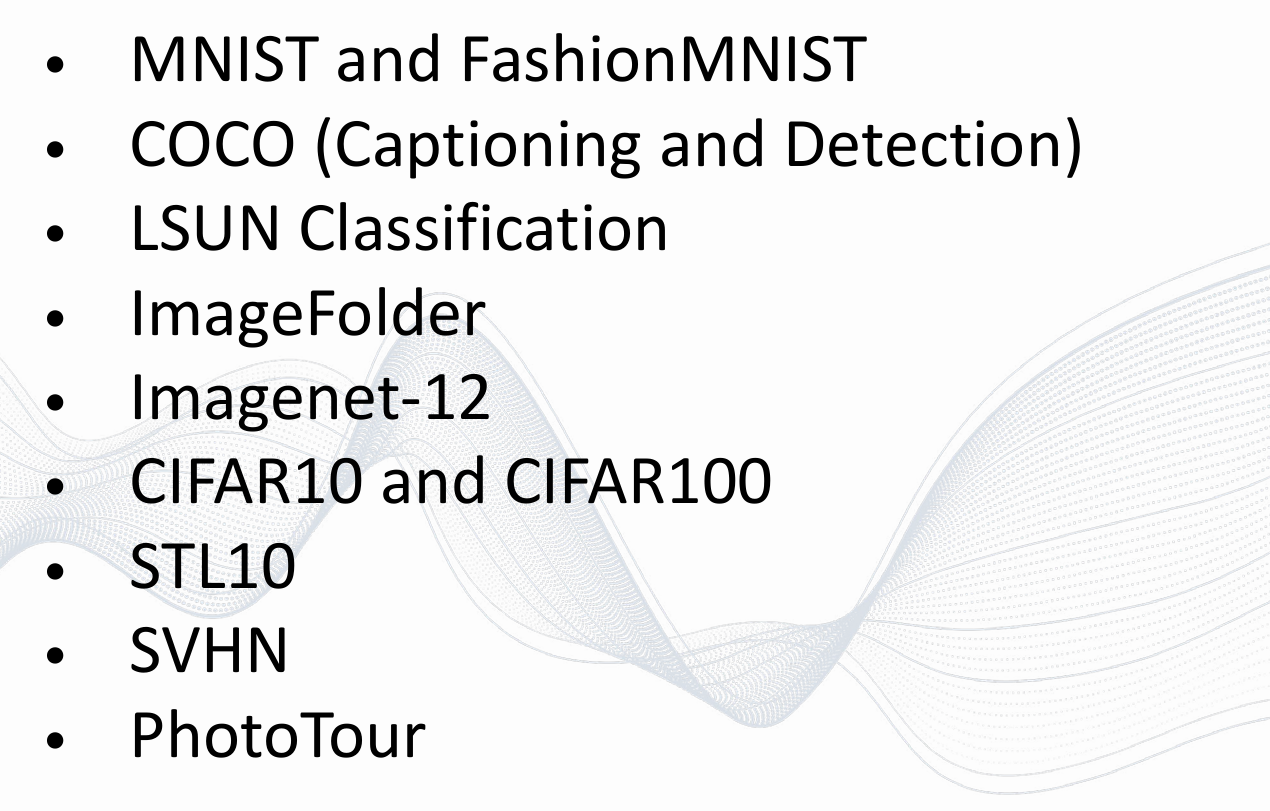 • MNIST and FashionMNIST
• COCO (Captioning and Detection)
• LSUN Classification
• ImageFolder
• Imagenet-12
• CIFAR10 and CIFAR100
• STL10
• SVHN
• PhotoTour